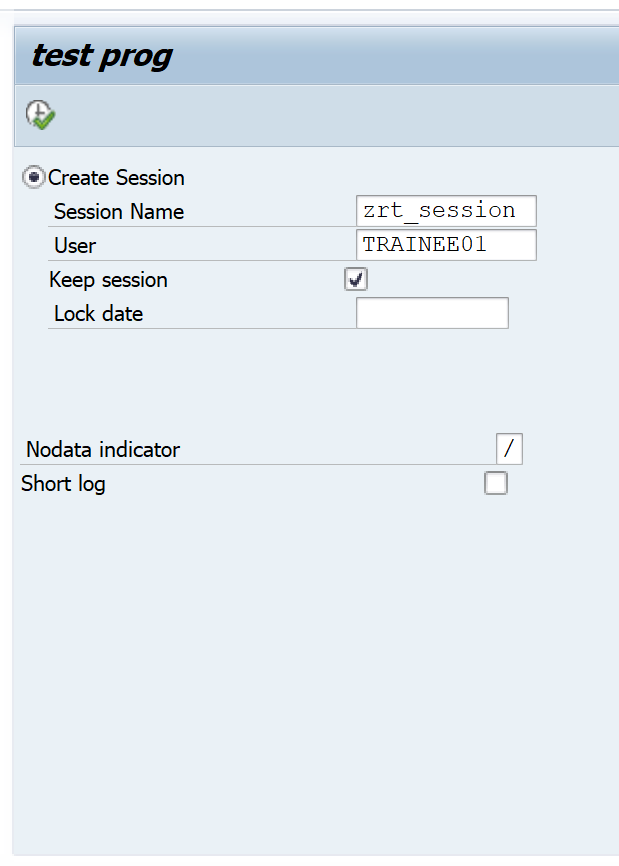 test prog
Create Session
Session Name zrt_session
User TRAINEE01
Keep session
Lock date
Nodata indicator /
Short log